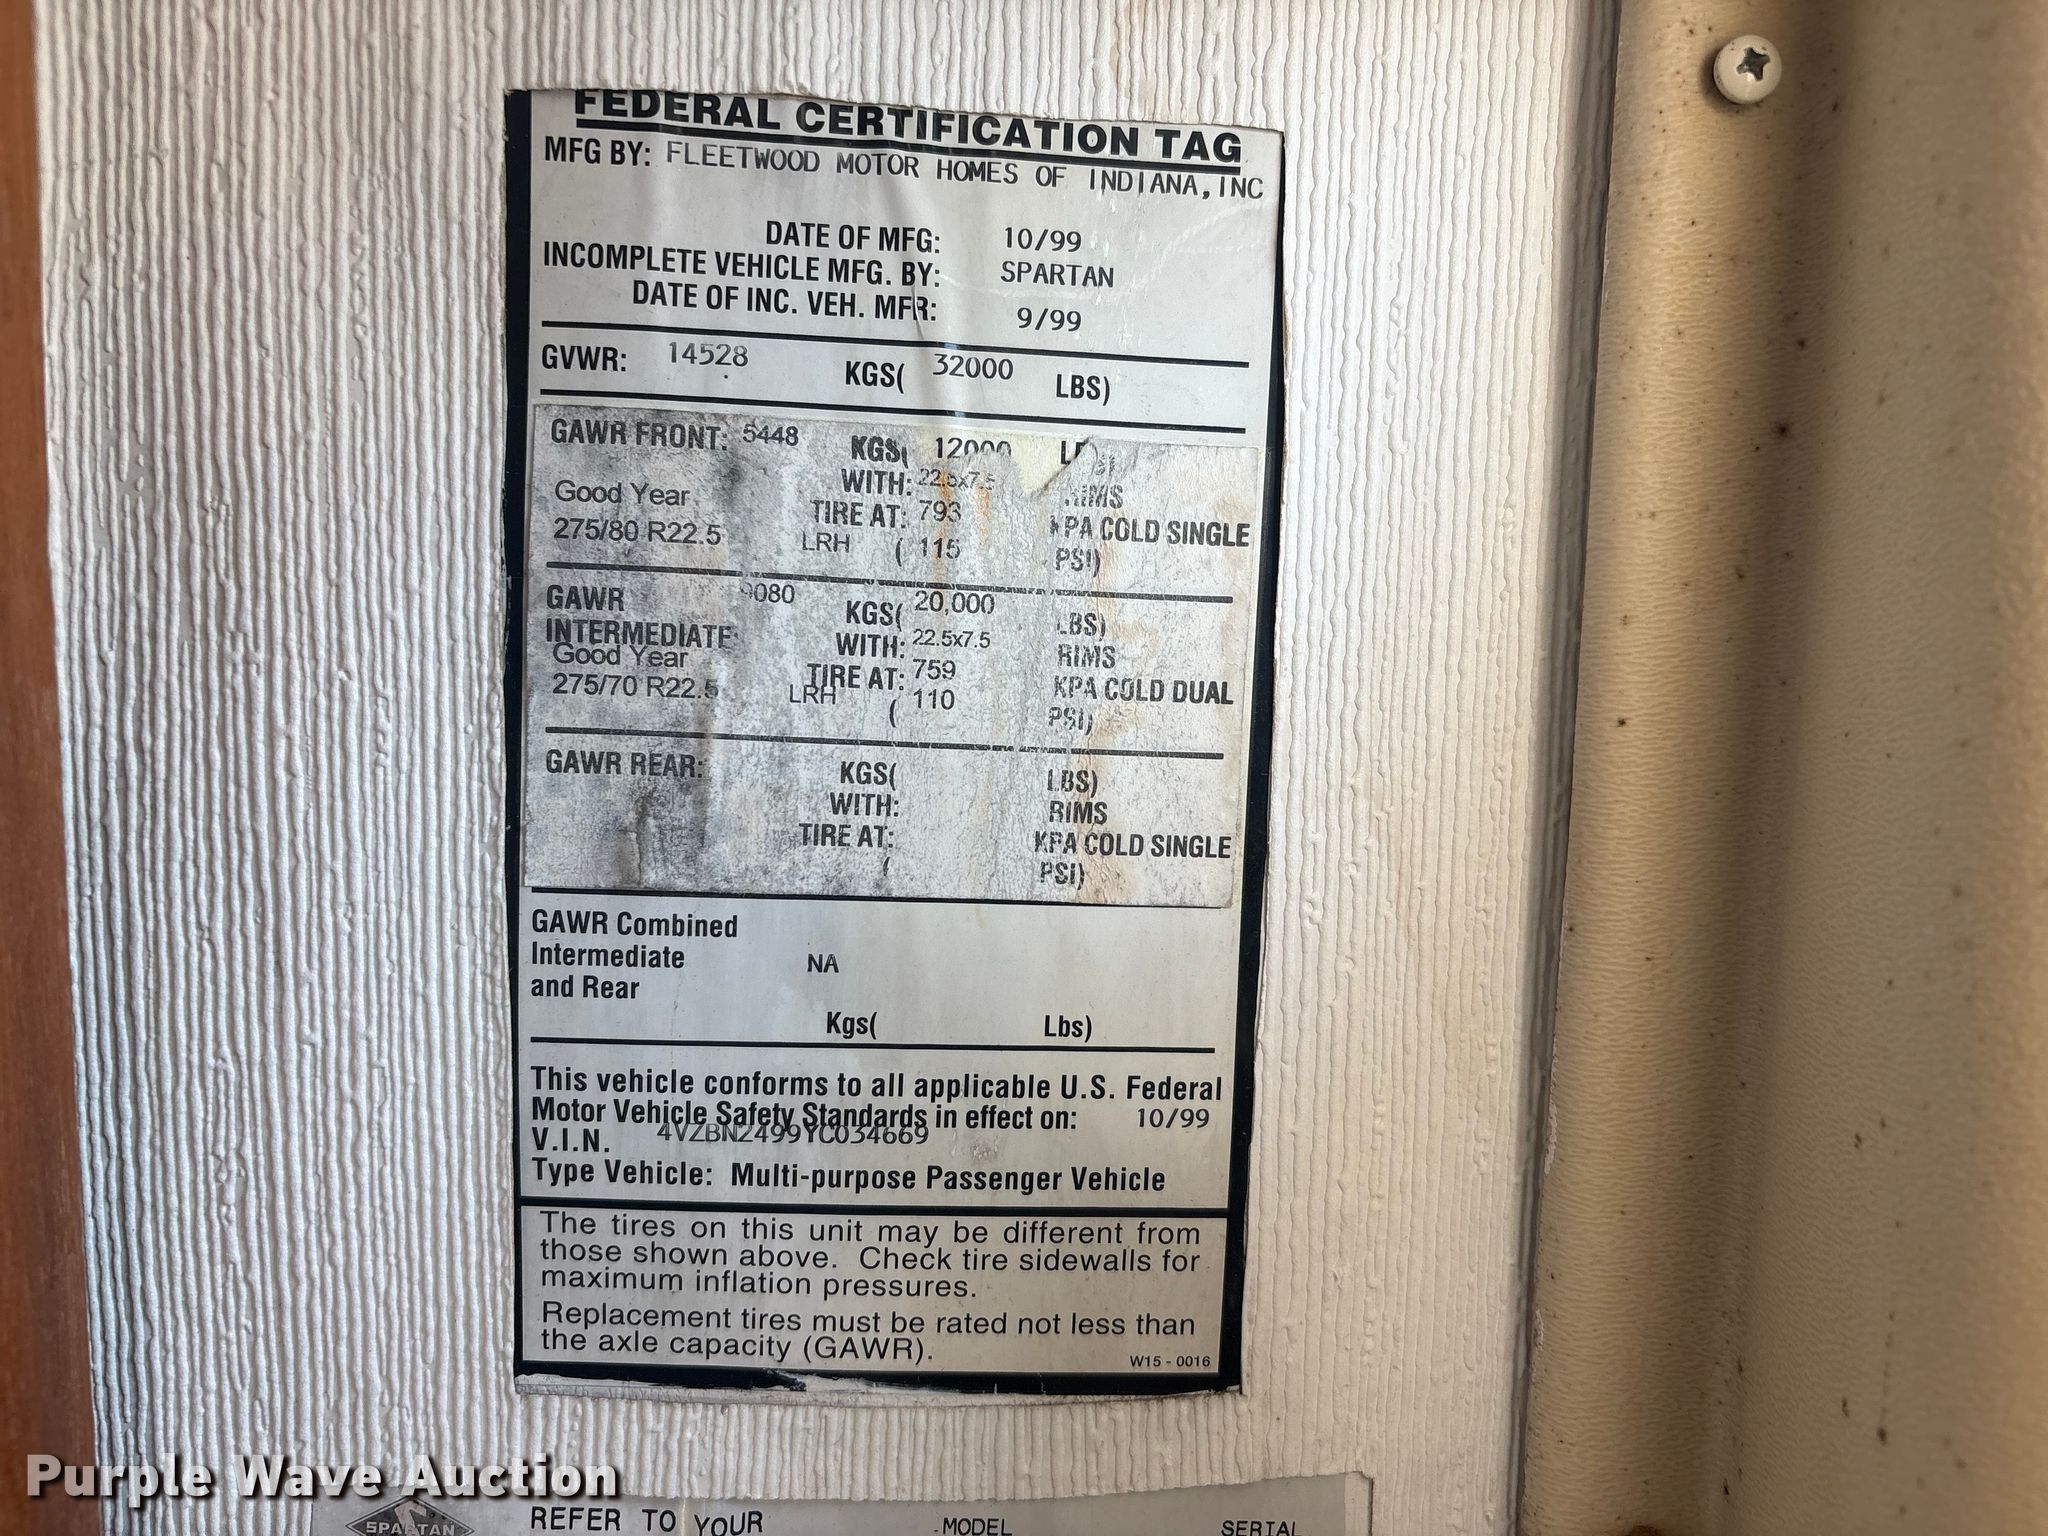 FEDERAL CERTIFICATION TAG
MFG BY: FLEETWOOD MOTOR HOMES OF INDIANA, INC
DATE OF MFG: 10/99
INCOMPLETE VEHICLE MFG. BY: SPARTAN
DATE OF INC. VEH. MFR: 9/99
GVWR: 14528 KGS( 32000 LBS)
GAWR FRONT: 5448 KGS( 12000
WITH: 22.5x7.5 RIMS
Good Year TIRE AT: 793 KPA COLD SINGLE
275/80 R22.5 LRH ( 115 PSI)
GAWR 9080 KGS( 20,000 LBS)
INTERMEDIATE: WITH: 22.5x7.5 RIMS
Good Year TIRE AT: 759 KPA COLD DUAL
275/70 R22.5 LRH ( 110 PSI)
GAWR REAR: KGS( LBS)
WITH: RIMS
TIRE AT: KPA COLD SINGLE
( PSI)
GAWR Combined
Intermediate NA
and Rear
Kgs( Lbs)
This vehicle conforms to all applicable U.S. Federal
Motor Vehicle Safety Standards in effect on: 10/99
V.I.N. 4VZBN2499YC034669
Type Vehicle: Multi-purpose Passenger Vehicle
The tires on this unit may be different from
those shown above. Check tire sidewalls for
maximum inflation pressures.
Replacement tires must be rated not less than
the axle capacity (GAWR).
W15 - 0016
Purple Wave Auction
SPARTAN REFER TO YOUR MODEL SERIAL